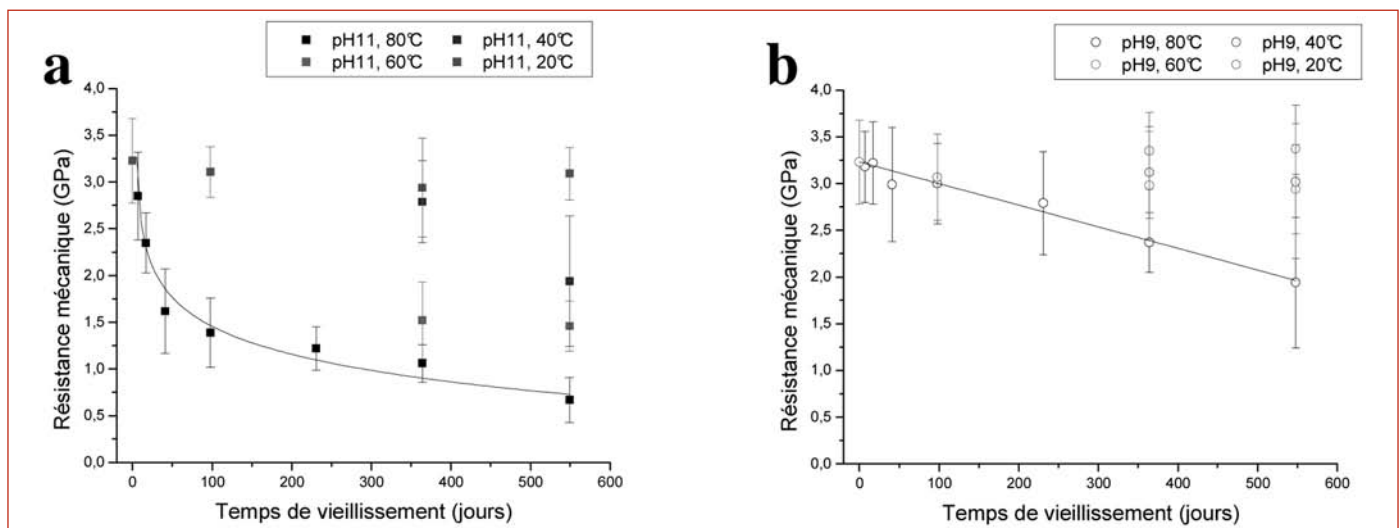 a
pH11, 80℃
pH11, 40℃
pH11, 60℃
pH11, 20℃
Résistance mécanique (GPa)
4,0
3,5
3,0
2,5
2,0
1,5
1,0
0,5
0,0
0 100 200 300 400 500 600
Temps de vieillissement (jours)
b
pH9, 80℃
pH9, 40℃
pH9, 60℃
pH9, 20℃
Résistance mécanique (GPa)
4,0
3,5
3,0
2,5
2,0
1,5
1,0
0,5
0,0
0 100 200 300 400 500 600
Temps de vieillissement (jours)